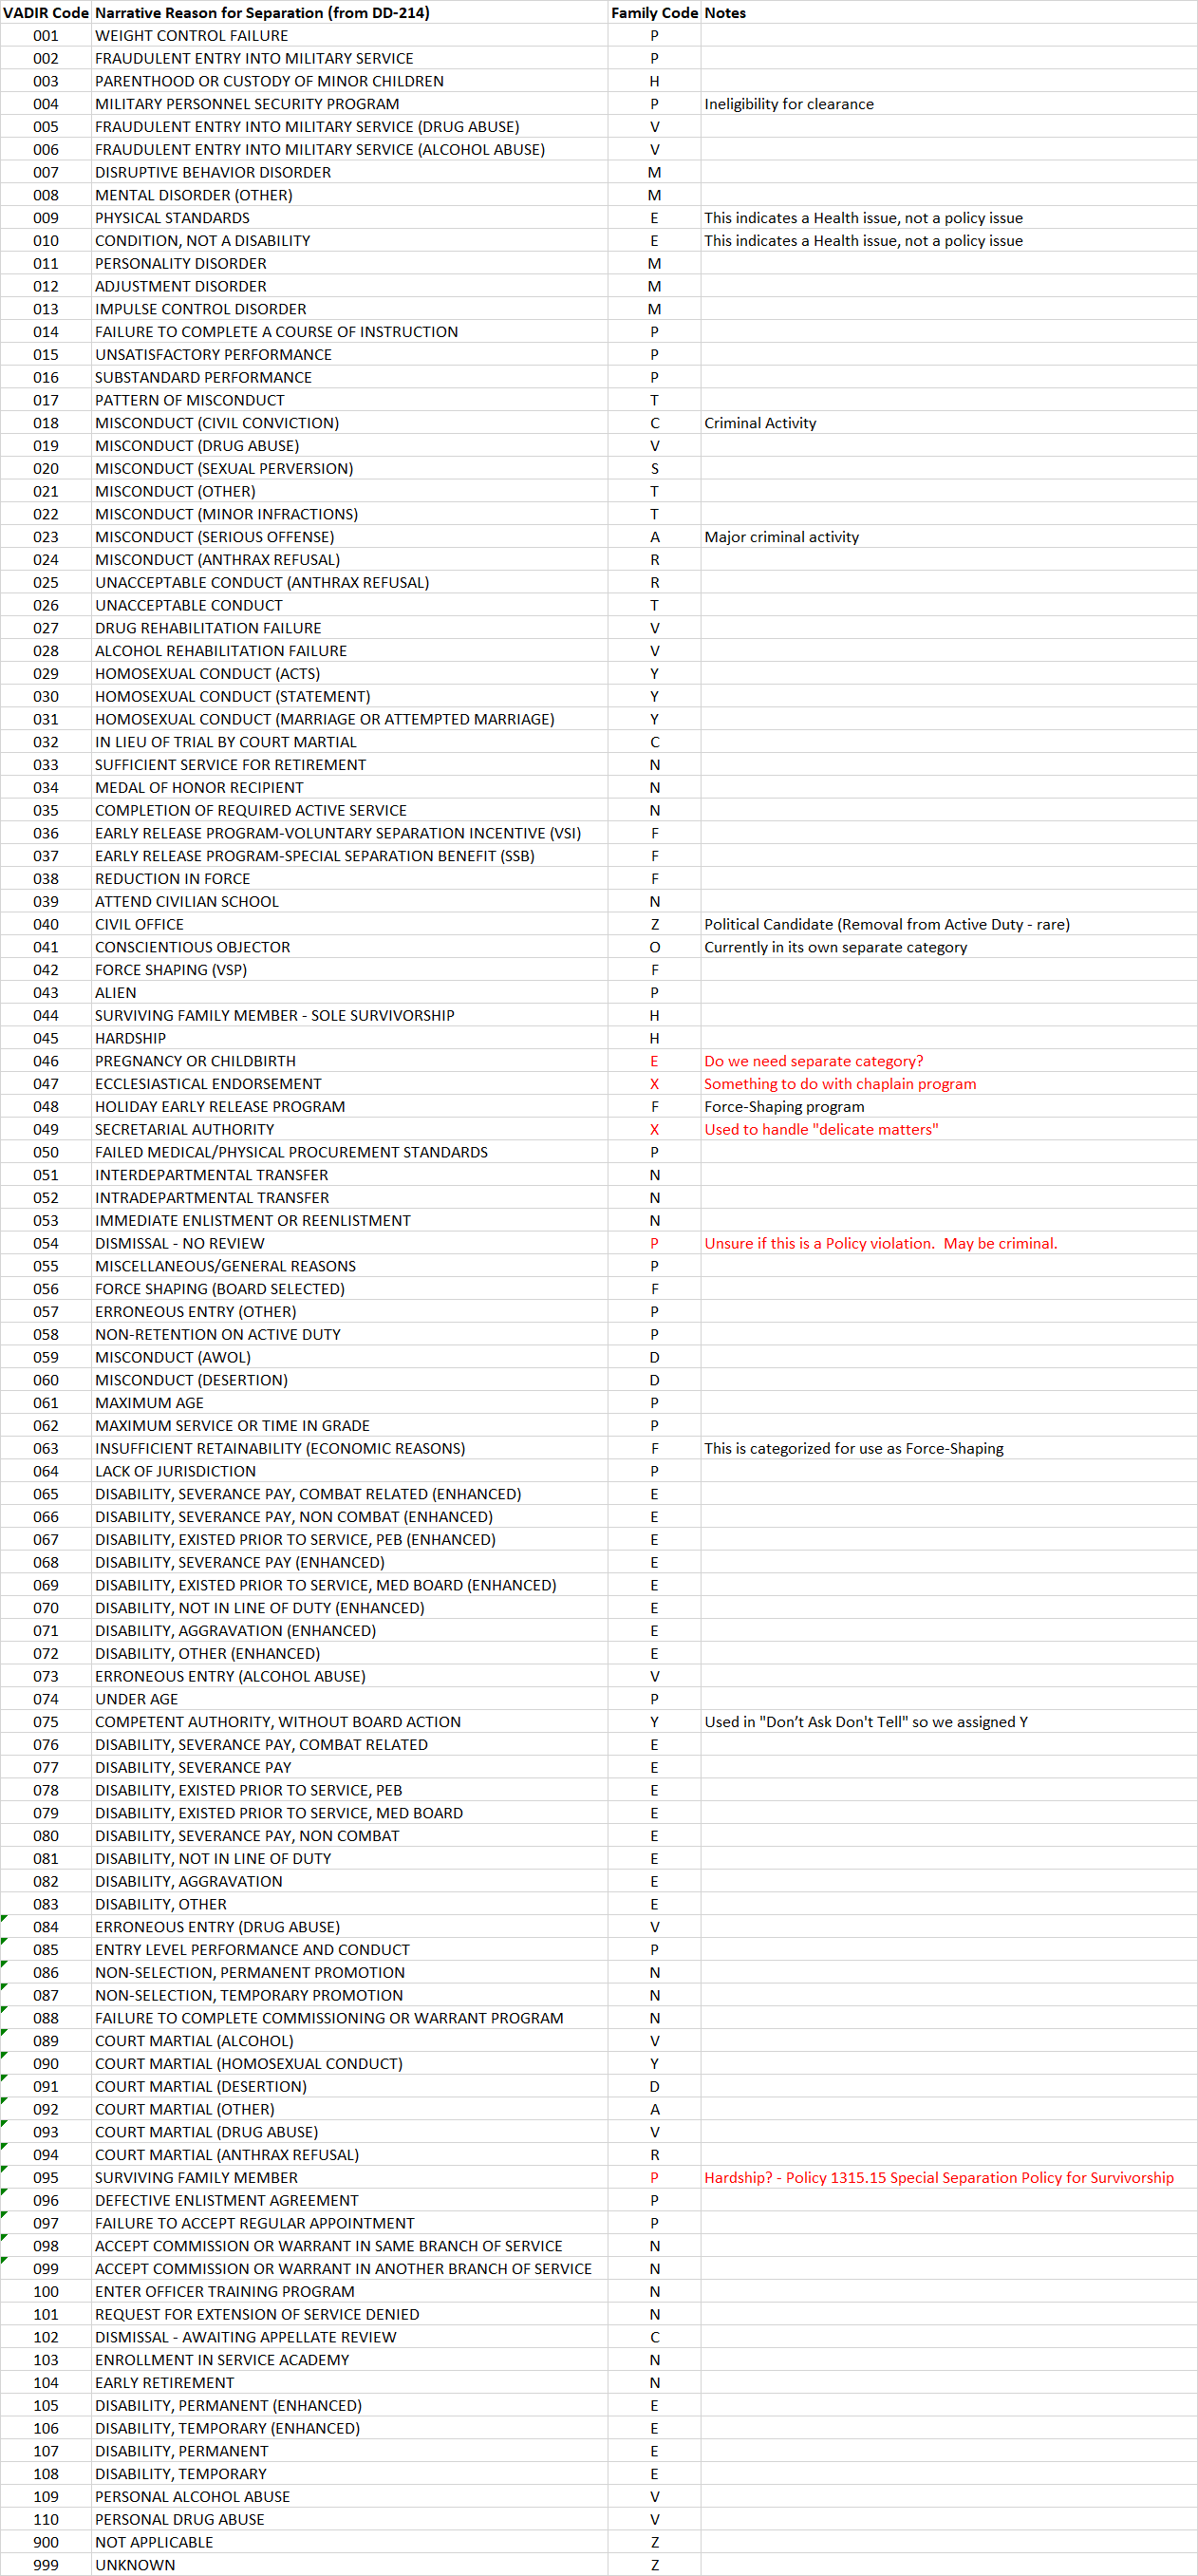 VADIR Code Narrative Reason for Separation (from DD-214) Family Code Notes
001 WEIGHT CONTROL FAILURE P
002 FRAUDULENT ENTRY INTO MILITARY SERVICE P
003 PARENTHOOD OR CUSTODY OF MINOR CHILDREN H
004 MILITARY PERSONNEL SECURITY PROGRAM P Ineligibility for clearance
005 FRAUDULENT ENTRY INTO MILITARY SERVICE (DRUG ABUSE) V
006 FRAUDULENT ENTRY INTO MILITARY SERVICE (ALCOHOL ABUSE) V
007 DISRUPTIVE BEHAVIOR DISORDER M
008 MENTAL DISORDER (OTHER) M
009 PHYSICAL STANDARDS E This indicates a Health issue, not a policy issue
010 CONDITION, NOT A DISABILITY E This indicates a Health issue, not a policy issue
011 PERSONALITY DISORDER M
012 ADJUSTMENT DISORDER M
013 IMPULSE CONTROL DISORDER M
014 FAILURE TO COMPLETE A COURSE OF INSTRUCTION P
015 UNSATISFACTORY PERFORMANCE P
016 SUBSTANDARD PERFORMANCE P
017 PATTERN OF MISCONDUCT T
018 MISCONDUCT (CIVIL CONVICTION) C Criminal Activity
019 MISCONDUCT (DRUG ABUSE) V
020 MISCONDUCT (SEXUAL PERVERSION) S
021 MISCONDUCT (OTHER) T
022 MISCONDUCT (MINOR INFRACTIONS) T
023 MISCONDUCT (SERIOUS OFFENSE) A Major criminal activity
024 MISCONDUCT (ANTHRAX REFUSAL) R
025 UNACCEPTABLE CONDUCT (ANTHRAX REFUSAL) R
026 UNACCEPTABLE CONDUCT T
027 DRUG REHABILITATION FAILURE V
028 ALCOHOL REHABILITATION FAILURE V
029 HOMOSEXUAL CONDUCT (ACTS) Y
030 HOMOSEXUAL CONDUCT (STATEMENT) Y
031 HOMOSEXUAL CONDUCT (MARRIAGE OR ATTEMPTED MARRIAGE) Y
032 IN LIEU OF TRIAL BY COURT MARTIAL C
033 SUFFICIENT SERVICE FOR RETIREMENT N
034 MEDAL OF HONOR RECIPIENT N
035 COMPLETION OF REQUIRED ACTIVE SERVICE N
036 EARLY RELEASE PROGRAM-VOLUNTARY SEPARATION INCENTIVE (VSI) F
037 EARLY RELEASE PROGRAM-SPECIAL SEPARATION BENEFIT (SSB) F
038 REDUCTION IN FORCE F
039 ATTEND CIVILIAN SCHOOL N
040 CIVIL OFFICE Z Political Candidate (Removal from Active Duty - rare)
041 CONSCIENTIOUS OBJECTOR O Currently in its own separate category
042 FORCE SHAPING (VSP) F
043 ALIEN P
044 SURVIVING FAMILY MEMBER - SOLE SURVIVORSHIP H
045 HARDSHIP H
046 PREGNANCY OR CHILDBIRTH E Do we need separate category?
047 ECCLESIASTICAL ENDORSEMENT X Something to do with chaplain program
048 HOLIDAY EARLY RELEASE PROGRAM F Force-Shaping program
049 SECRETARIAL AUTHORITY X Used to handle "delicate matters"
050 FAILED MEDICAL/PHYSICAL PROCUREMENT STANDARDS P
051 INTERDEPARTMENTAL TRANSFER N
052 INTRADEPARTMENTAL TRANSFER N
053 IMMEDIATE ENLISTMENT OR REENLISTMENT N
054 DISMISSAL - NO REVIEW P Unsure if this is a Policy violation.  May be criminal.
055 MISCELLANEOUS/GENERAL REASONS P
056 FORCE SHAPING (BOARD SELECTED) F
057 ERRONEOUS ENTRY (OTHER) P
058 NON-RETENTION ON ACTIVE DUTY P
059 MISCONDUCT (AWOL) D
060 MISCONDUCT (DESERTION) D
061 MAXIMUM AGE P
062 MAXIMUM SERVICE OR TIME IN GRADE P
063 INSUFFICIENT RETAINABILITY (ECONOMIC REASONS) F This is categorized for use as Force-Shaping
064 LACK OF JURISDICTION P
065 DISABILITY, SEVERANCE PAY, COMBAT RELATED (ENHANCED) E
066 DISABILITY, SEVERANCE PAY, NON COMBAT (ENHANCED) E
067 DISABILITY, EXISTED PRIOR TO SERVICE, PEB (ENHANCED) E
068 DISABILITY, SEVERANCE PAY (ENHANCED) E
069 DISABILITY, EXISTED PRIOR TO SERVICE, MED BOARD (ENHANCED) E
070 DISABILITY, NOT IN LINE OF DUTY (ENHANCED) E
071 DISABILITY, AGGRAVATION (ENHANCED) E
072 DISABILITY, OTHER (ENHANCED) E
073 ERRONEOUS ENTRY (ALCOHOL ABUSE) V
074 UNDER AGE P
075 COMPETENT AUTHORITY, WITHOUT BOARD ACTION Y Used in "Don’t Ask Don't Tell" so we assigned Y
076 DISABILITY, SEVERANCE PAY, COMBAT RELATED E
077 DISABILITY, SEVERANCE PAY E
078 DISABILITY, EXISTED PRIOR TO SERVICE, PEB E
079 DISABILITY, EXISTED PRIOR TO SERVICE, MED BOARD E
080 DISABILITY, SEVERANCE PAY, NON COMBAT E
081 DISABILITY, NOT IN LINE OF DUTY E
082 DISABILITY, AGGRAVATION E
083 DISABILITY, OTHER E
084 ERRONEOUS ENTRY (DRUG ABUSE) V
085 ENTRY LEVEL PERFORMANCE AND CONDUCT P
086 NON-SELECTION, PERMANENT PROMOTION N
087 NON-SELECTION, TEMPORARY PROMOTION N
088 FAILURE TO COMPLETE COMMISSIONING OR WARRANT PROGRAM N
089 COURT MARTIAL (ALCOHOL) V
090 COURT MARTIAL (HOMOSEXUAL CONDUCT) Y
091 COURT MARTIAL (DESERTION) D
092 COURT MARTIAL (OTHER) A
093 COURT MARTIAL (DRUG ABUSE) V
094 COURT MARTIAL (ANTHRAX REFUSAL) R
095 SURVIVING FAMILY MEMBER P Hardship? - Policy 1315.15 Special Separation Policy for Survivorship
096 DEFECTIVE ENLISTMENT AGREEMENT P
097 FAILURE TO ACCEPT REGULAR APPOINTMENT P
098 ACCEPT COMMISSION OR WARRANT IN SAME BRANCH OF SERVICE N
099 ACCEPT COMMISSION OR WARRANT IN ANOTHER BRANCH OF SERVICE N
100 ENTER OFFICER TRAINING PROGRAM N
101 REQUEST FOR EXTENSION OF SERVICE DENIED N
102 DISMISSAL - AWAITING APPELLATE REVIEW C
103 ENROLLMENT IN SERVICE ACADEMY N
104 EARLY RETIREMENT N
105 DISABILITY, PERMANENT (ENHANCED) E
106 DISABILITY, TEMPORARY (ENHANCED) E
107 DISABILITY, PERMANENT E
108 DISABILITY, TEMPORARY E
109 PERSONAL ALCOHOL ABUSE V
110 PERSONAL DRUG ABUSE V
900 NOT APPLICABLE Z
999 UNKNOWN Z